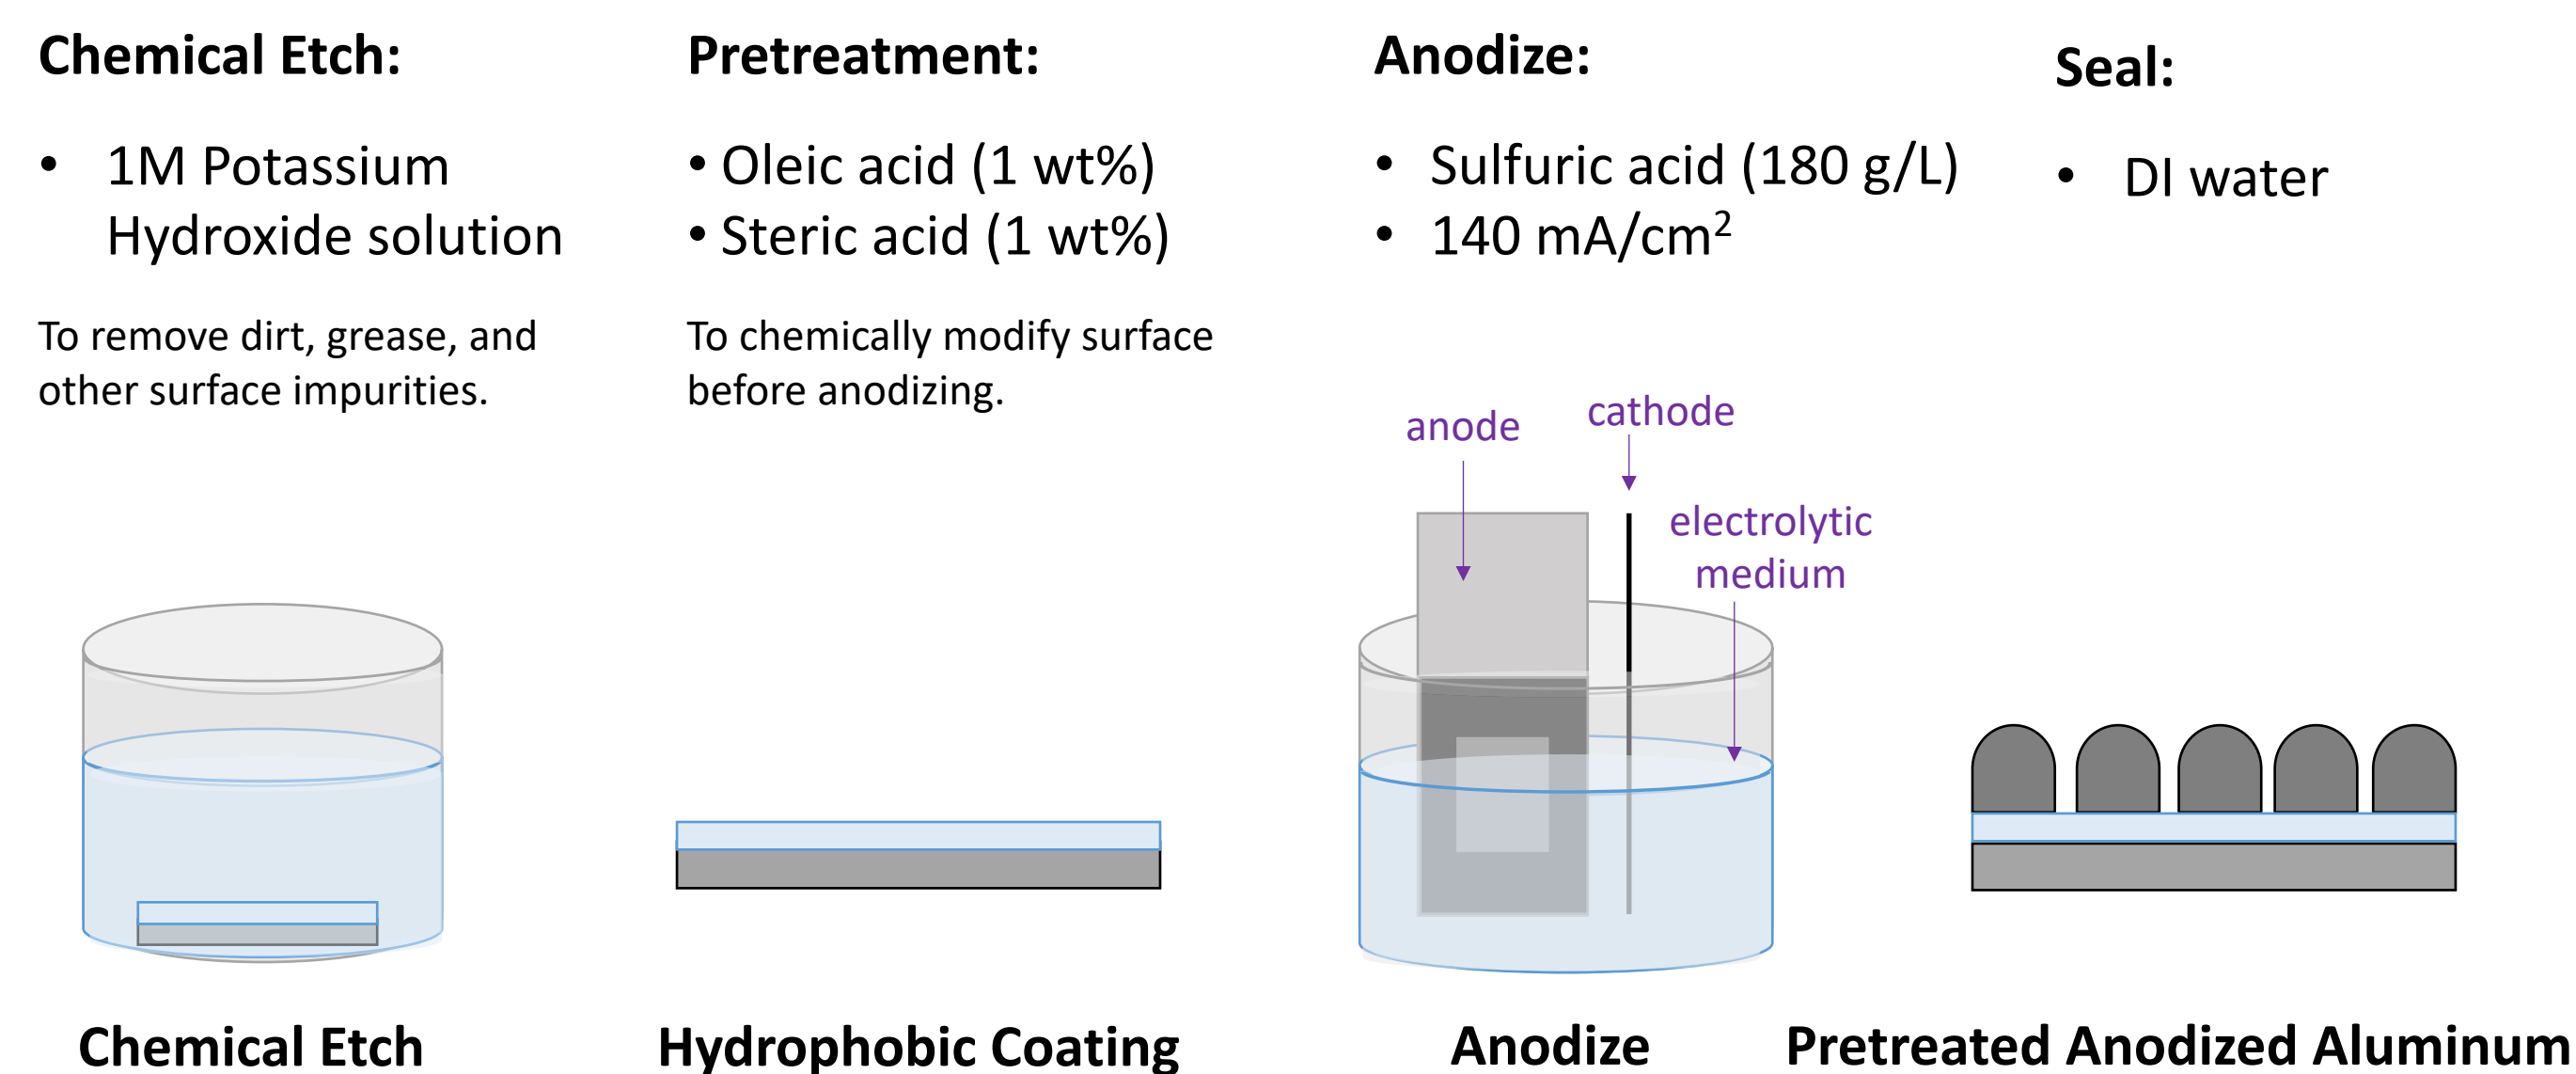 Chemical Etch:
• 1M Potassium
Hydroxide solution
To remove dirt, grease, and
other surface impurities.
Pretreatment:
• Oleic acid (1 wt%)
• Steric acid (1 wt%)
To chemically modify surface
before anodizing.
Anodize:
• Sulfuric acid (180 g/L)
• 140 mA/cm²
Seal:
• DI water
anode
cathode
electrolytic
medium
Chemical Etch
Hydrophobic Coating
Anodize
Pretreated Anodized Aluminum